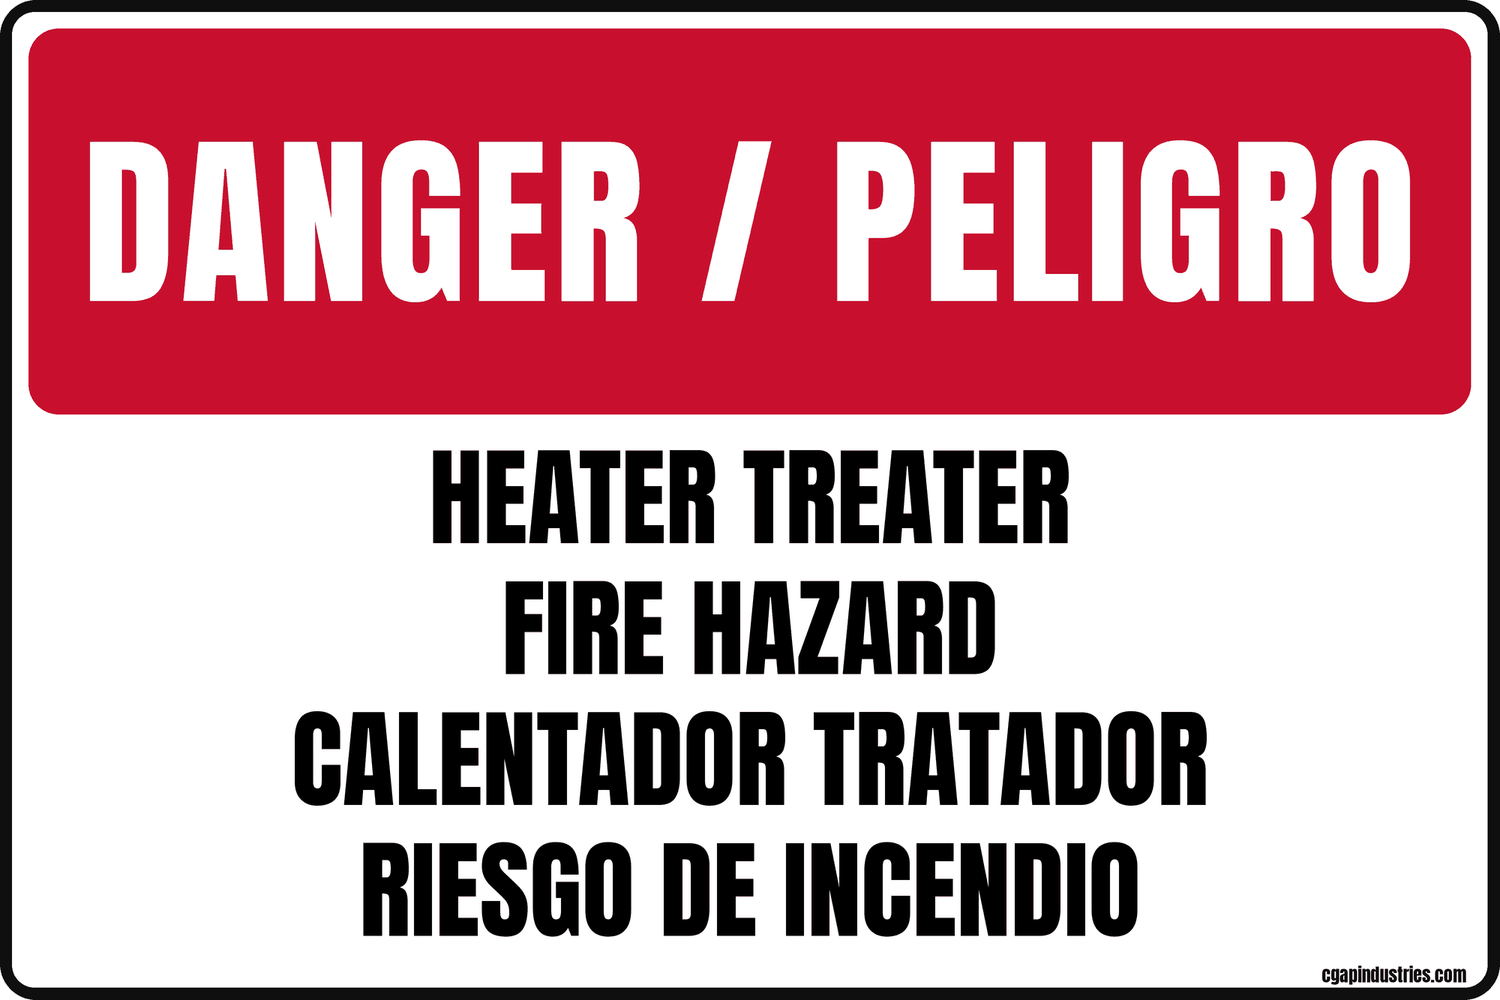 DANGER / PELIGRO
HEATER TREATER
FIRE HAZARD
CALENTADOR TRATADOR
RIESGO DE INCENDIO
cgapindustries.com